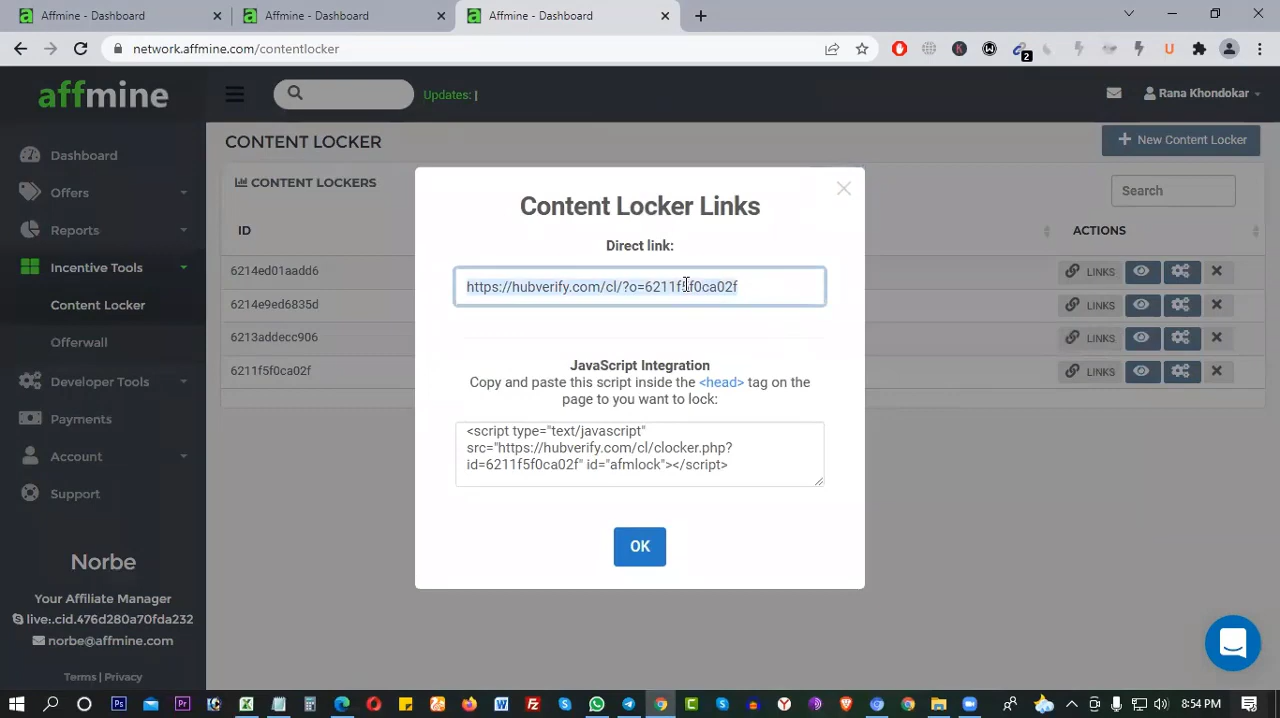 Affmine - Dashboard
Affmine - Dashboard
Affmine - Dashboard
network.affmine.com/contentlocker
2
K
U
affmine
Updates: |
Rana Khondokar
Dashboard
Offers
Reports
Incentive Tools
Content Locker
Offerwall
Developer Tools
Payments
Account
Support
Norbe
Your Affiliate Manager
live:.cid.476d280a70fda232
norbe@affmine.com
Terms | Privacy
CONTENT LOCKER
New Content Locker
CONTENT LOCKERS
Search
ID
ACTIONS
6214ed01aadd6
LINKS
6214e9ed6835d
LINKS
6213addecc906
LINKS
6211f5f0ca02f
LINKS
Content Locker Links
Direct link:
https://hubverify.com/cl/?o=6211f5f0ca02f
JavaScript Integration
Copy and paste this script inside the <head> tag on the
page to you want to lock:
<script type="text/javascript"
src="https://hubverify.com/cl/clocker.php?
id=6211f5f0ca02f" id="afmlock"></script>
OK
8:54 PM